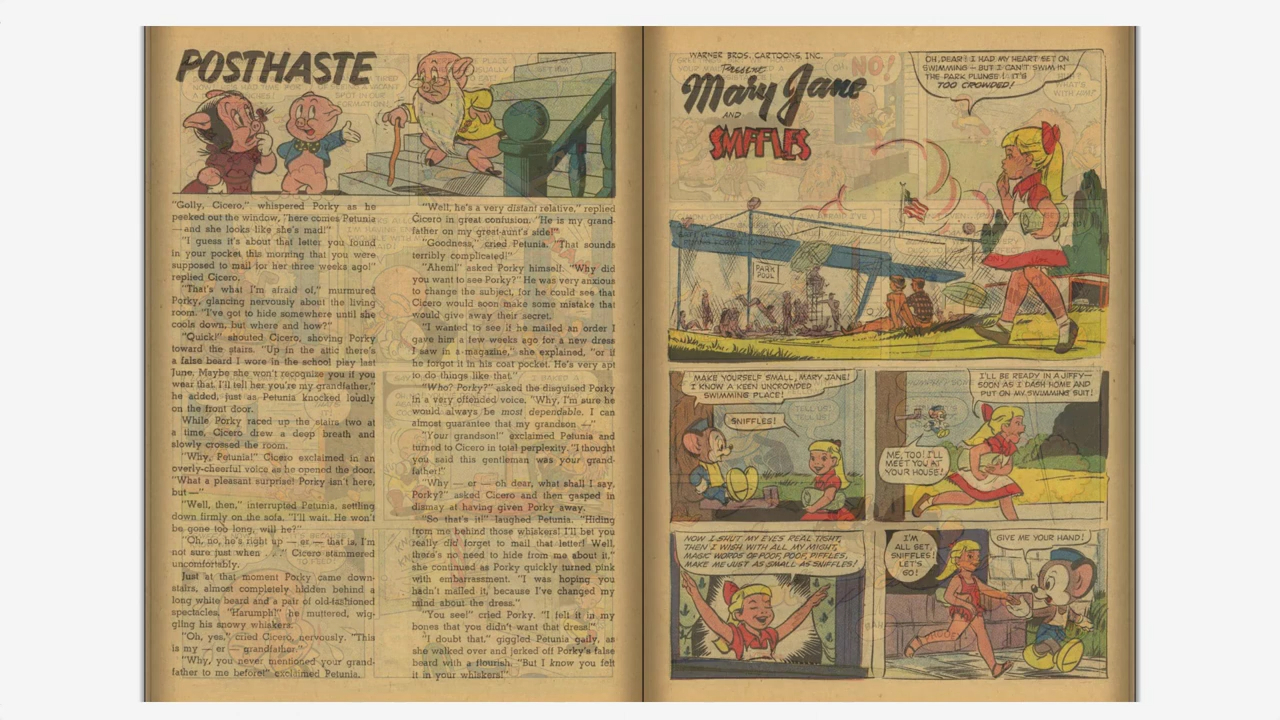 POSTHASTE
"Golly, Cicero," whispered Porky as he
peeked out the window, "here comes Petunia
—and she looks like she's mad!"
"I guess it's about that letter you found
in your pocket this morning that you were
supposed to mail for her three weeks ago!"
replied Cicero.
"That's what I'm afraid of," murmured
Porky, glancing nervously about the living
room. "I've got to hide somewhere until she
cools down, but where and how?"
"Quick!" shouted Cicero, shoving Porky
toward the stairs. "Up in the attic there's
a false beard I wore in the school play last
June. Maybe she won't recognize you if you
wear that. I'll tell her you're my grandfather,"
he added, just as Petunia knocked loudly
on the front door.
While Porky raced up the stairs two at
a time, Cicero drew a deep breath and
slowly crossed the room.
"Why, Petunia!" Cicero exclaimed in an
overly-cheerful voice as he opened the door.
"What a pleasant surprise! Porky isn't here,
but—"
"Well, then," interrupted Petunia, settling
down firmly on the sofa. "I'll wait. He won't
be gone too long, will he?"
"Oh, no, he's right up — er — that is, I'm
not sure just when . . ." Cicero stammered
uncomfortably.
Just at that moment Porky came down-
stairs, almost completely hidden behind a
long white beard and a pair of old-fashioned
spectacles. "Harumph!" he muttered, wig-
gling his snowy whiskers.
"Oh, yes," cried Cicero, nervously. "This
is my — er — grandfather."
"Why, you never mentioned your grand-
father to me before!" exclaimed Petunia.
"Well, he's a very distant relative," replied
Cicero in great confusion. "He is my grand-
father on my great-aunt's side!"
"Goodness," cried Petunia. "That sounds
terribly complicated!"
"Ahem!" asked Porky himself. "Why did
you want to see Porky?" He was very anxious
to change the subject, for he could see that
Cicero would soon make some mistake that
would give away their secret.
"I wanted to see if he mailed an order I
gave him a few weeks ago for a new dress
I saw in a magazine," she explained, "or if
he forgot it in his coat pocket. He's very apt
to do things like that."
"Who? Porky?" asked the disguised Porky
in a very offended voice. "Why, I'm sure he
would always be most dependable. I can
almost guarantee that my grandson —"
"Your grandson!" exclaimed Petunia and
turned to Cicero in total perplexity. "I thought
you said this gentleman was your grand-
father!"
"Why — er — oh dear, what shall I say,
Porky?" asked Cicero and then gasped in
dismay at having given Porky away.
"So that's it!" laughed Petunia. "Hiding
from me behind those whiskers! I'll bet you
really did forget to mail that letter! Well,
there's no need to hide from me about it,"
she continued as Porky quickly turned pink
with embarrassment. "I was hoping you
hadn't mailed it, because I've changed my
mind about the dress."
"You see!" cried Porky. "I felt it in my
bones that you didn't want that dress!"
"I doubt that," giggled Petunia gaily, as
she walked over and jerked off Porky's false
beard with a flourish. "But I know you felt
it in your whiskers!"
WARNER BROS. CARTOONS, INC.
Present
Mary Jane
AND
SNIFFLES
OH, DEAR! I HAD MY HEART SET ON
SWIMMING – BUT I CAN'T SWIM IN
THE PARK PLUNGE! IT'S
TOO CROWDED!
PARK
POOL
MAKE YOURSELF SMALL, MARY JANE!
I KNOW A KEEN UNCROWDED
SWIMMING PLACE!
SNIFFLES!
I'LL BE READY IN A JIFFY—
SOON AS I DASH HOME AND
PUT ON MY SWIMMING SUIT!
ME, TOO! I'LL
MEET YOU AT
YOUR HOUSE!
NOW I SHUT MY EYES REAL TIGHT,
THEN I WISH WITH ALL MY MIGHT,
MAGIC WORDS OF POOF, POOF, PIFFLES,
MAKE ME JUST AS SMALL AS SNIFFLES!
I'M
ALL SET,
SNIFFLES!
LET'S
GO!
GIVE ME YOUR HAND!